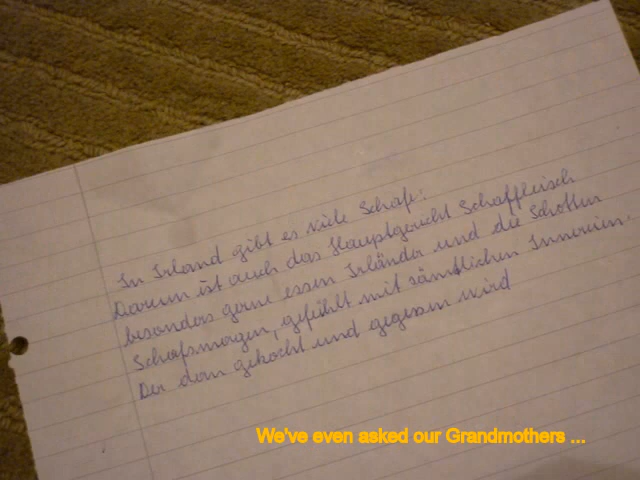 In Irland gibt es viele Schafe!
Darum ist auch das Hauptgericht Schaffleisch
besonders gerne essen Irländer und die Schotten
Schafsmagen, gefühlt mit sämtlichen Innereien.
Der dann gekocht und gegessen wird
We've even asked our Grandmothers ...